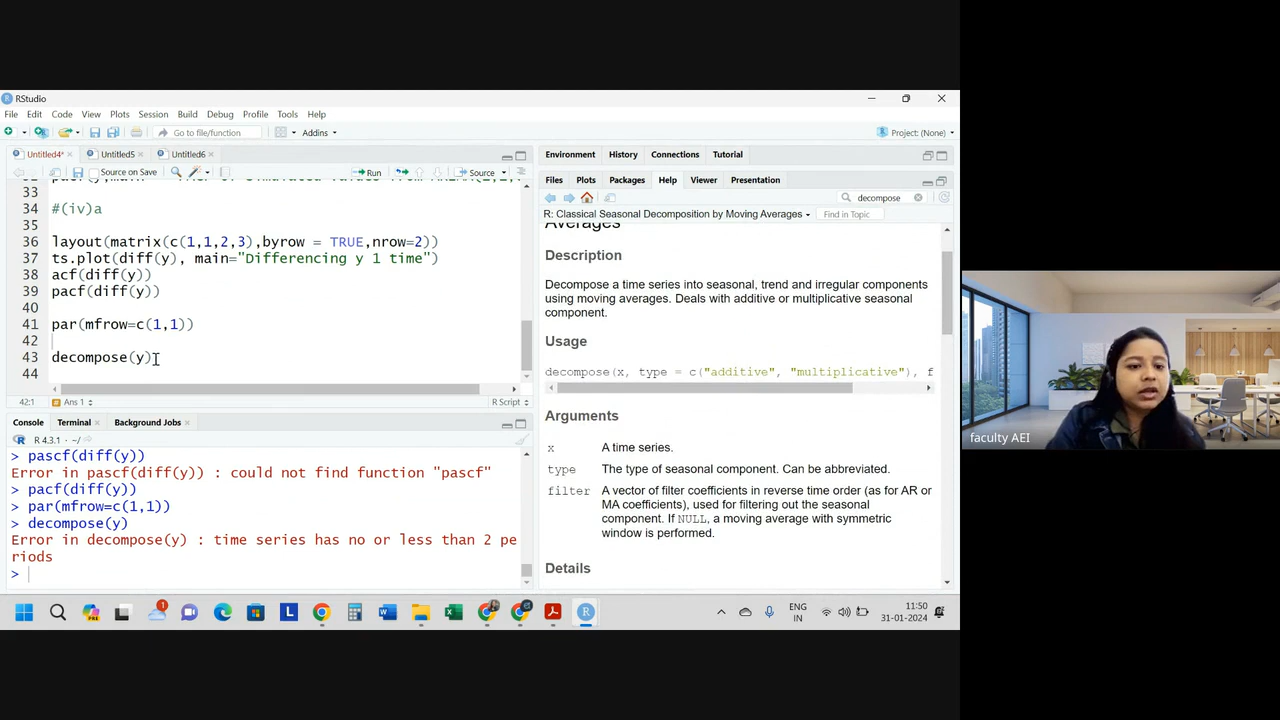 RStudio
File Edit Code View Plots Session Build Debug Profile Tools Help
Go to file/function
Addins
Project: (None)
Untitled4*
Untitled5
Untitled6
Source on Save
Run
Source
33
34 #(iv)a
35
36 layout(matrix(c(1,1,2,3),byrow = TRUE,nrow=2))
37 ts.plot(diff(y), main="Differencing y 1 time")
38 acf(diff(y))
39 pacf(diff(y))
40
41 par(mfrow=c(1,1))
42
43 decompose(y)
44
42:1
Ans 1
R Script
Console Terminal Background Jobs
R 4.3.1 · ~/
> pascf(diff(y))
Error in pascf(diff(y)) : could not find function "pascf"
> pacf(diff(y))
> par(mfrow=c(1,1))
> decompose(y)
Error in decompose(y) : time series has no or less than 2 pe
riods
>
Environment History Connections Tutorial
Files Plots Packages Help Viewer Presentation
decompose
R: Classical Seasonal Decomposition by Moving Averages
Find in Topic
Averages
Description
Decompose a time series into seasonal, trend and irregular components
using moving averages. Deals with additive or multiplicative seasonal
component.
Usage
decompose(x, type = c("additive", "multiplicative"), f
Arguments
x A time series.
type The type of seasonal component. Can be abbreviated.
filter A vector of filter coefficients in reverse time order (as for AR or
MA coefficients), used for filtering out the seasonal
component. If NULL, a moving average with symmetric
window is performed.
Details
faculty AEI
ENG
IN
11:50
31-01-2024